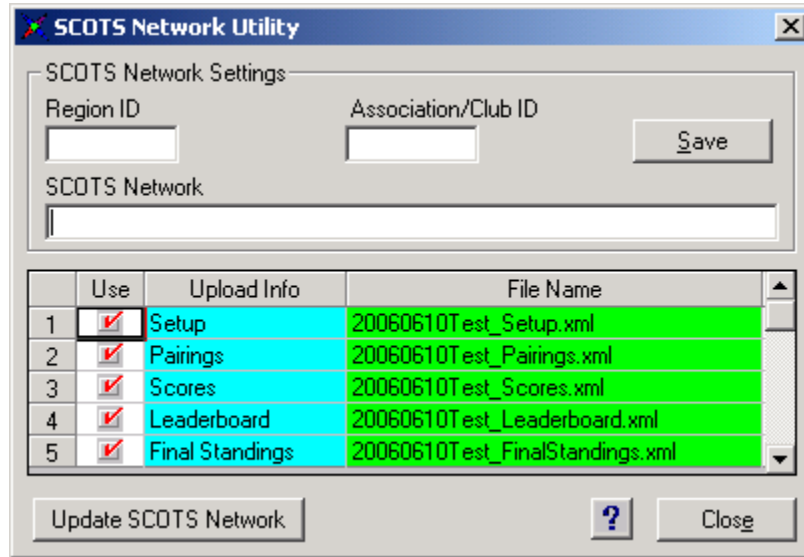 SCOTS Network Utility
SCOTS Network Settings
Region ID Association/Club ID
Save
SCOTS Network
Use Upload Info File Name
1 Setup 20060610Test_Setup.xml
2 Pairings 20060610Test_Pairings.xml
3 Scores 20060610Test_Scores.xml
4 Leaderboard 20060610Test_Leaderboard.xml
5 Final Standings 20060610Test_FinalStandings.xml
Update SCOTS Network ? Close